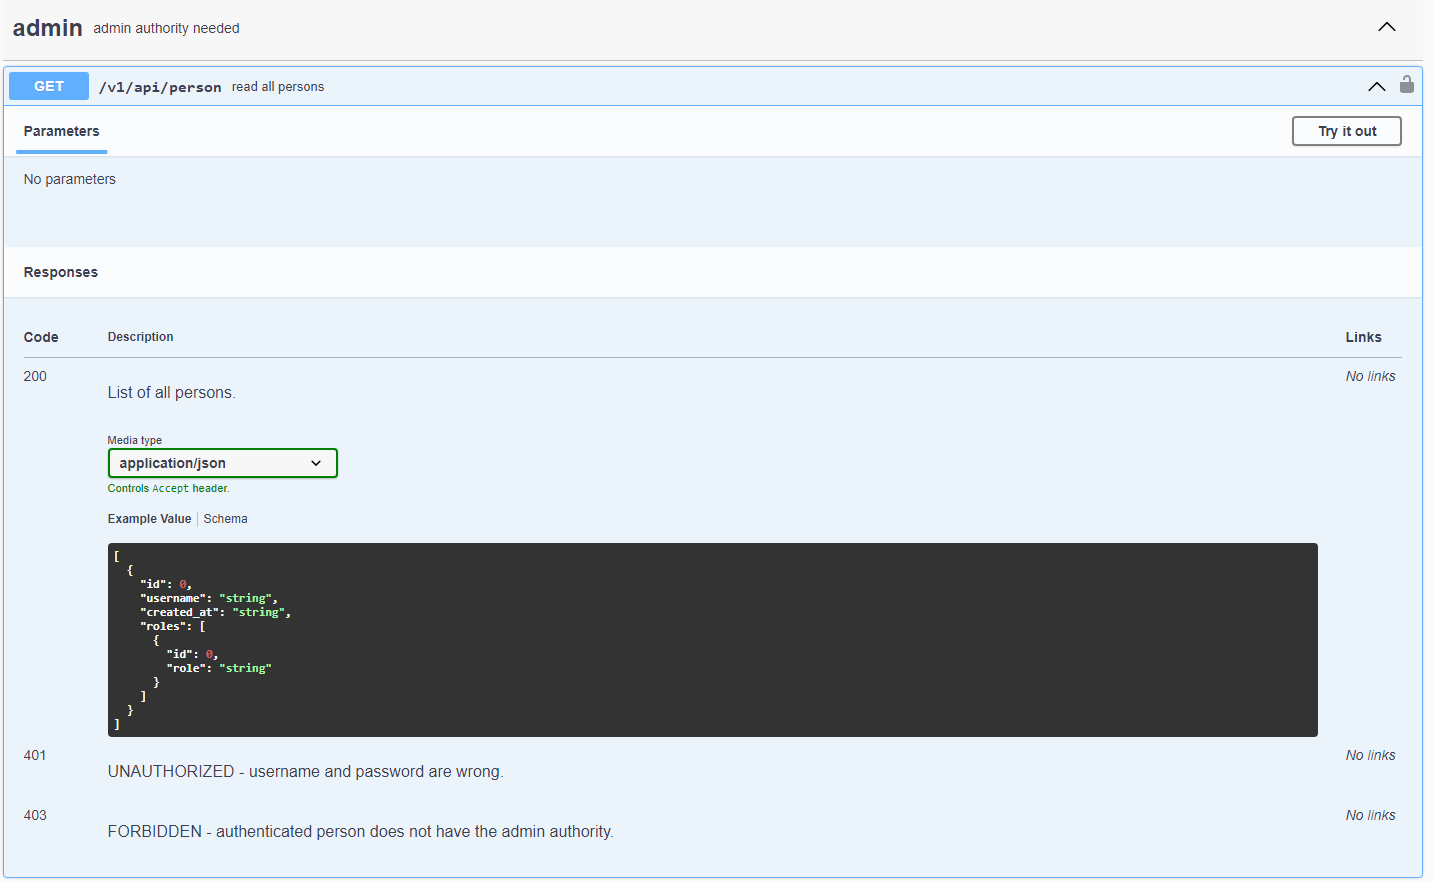 admin admin authority needed
GET /v1/api/person read all persons
Parameters Try it out
No parameters
Responses
Code Description Links
200 No links
List of all persons.
Media type
application/json
Controls Accept header.
Example Value Schema
[
  {
    "id": 0,
    "username": "string",
    "created_at": "string",
    "roles": [
      {
        "id": 0,
        "role": "string"
      }
    ]
  }
]
401 No links
UNAUTHORIZED - username and password are wrong.
403 No links
FORBIDDEN - authenticated person does not have the admin authority.